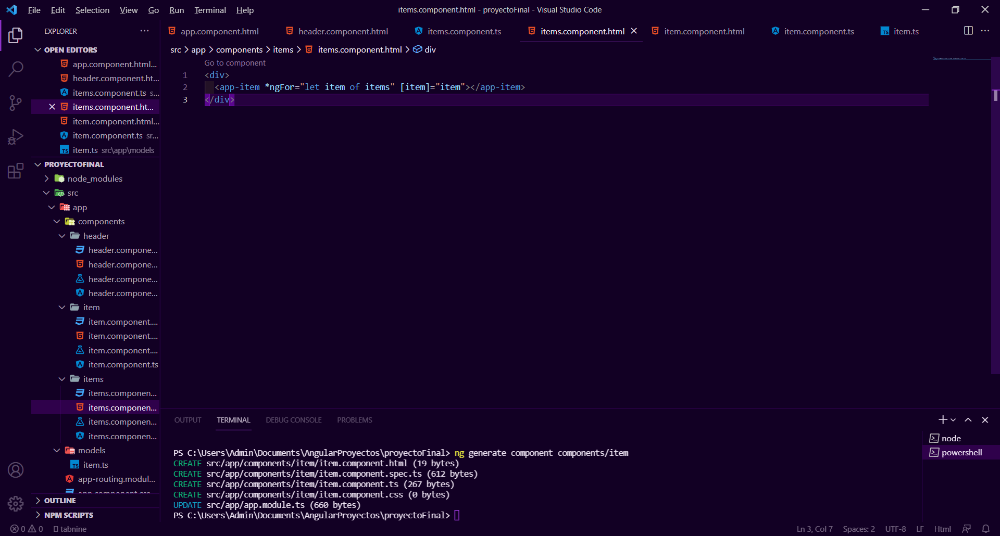 File Edit Selection View Go Run Terminal Help
items.component.html - proyectoFinal - Visual Studio Code
EXPLORER
OPEN EDITORS
app.component.html...
header.component.ht...
items.component.ts s...
items.component.ht...
item.component.html...
item.component.ts sr...
item.ts src\app\models
PROYECTOFINAL
node_modules
src
app
components
header
header.compone...
header.compone...
header.compone...
header.compone...
item
item.component....
item.component....
item.component....
item.component.ts
items
items.componen...
items.componen...
items.componen...
items.componen...
models
item.ts
app-routing.modul...
app.component.css
OUTLINE
NPM SCRIPTS
app.component.html header.component.html items.component.ts items.component.html item.component.html item.component.ts item.ts
src > app > components > items > items.component.html > div
Go to component
1 <div>
2 <app-item *ngFor="let item of items" [item]="item"></app-item>
3 </div>
OUTPUT TERMINAL DEBUG CONSOLE PROBLEMS
PS C:\Users\Admin\Documents\AngularProyectos\proyectoFinal> ng generate component components/item
CREATE src/app/components/item/item.component.html (19 bytes)
CREATE src/app/components/item/item.component.spec.ts (612 bytes)
CREATE src/app/components/item/item.component.ts (267 bytes)
CREATE src/app/components/item/item.component.css (0 bytes)
UPDATE src/app/app.module.ts (660 bytes)
PS C:\Users\Admin\Documents\AngularProyectos\proyectoFinal>
node
powershell
0 0 tabnine
Ln 3, Col 7 Spaces: 2 UTF-8 LF Html